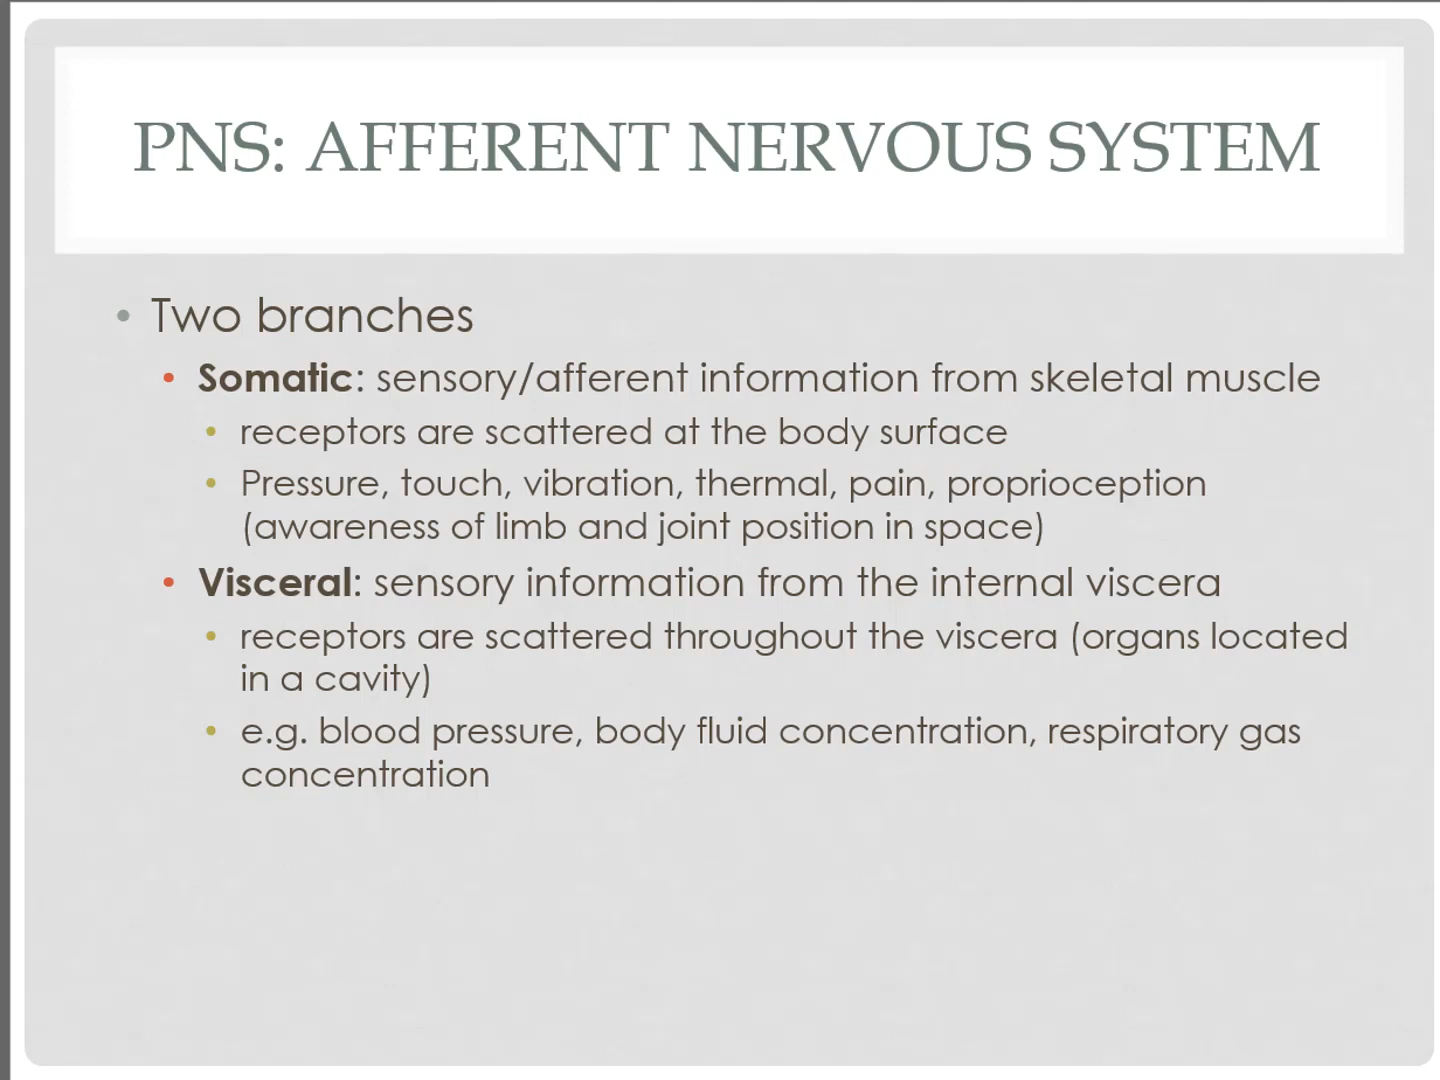 PNS: AFFERENT NERVOUS SYSTEM
• Two branches
• Somatic: sensory/afferent information from skeletal muscle
• receptors are scattered at the body surface
• Pressure, touch, vibration, thermal, pain, proprioception
(awareness of limb and joint position in space)
• Visceral: sensory information from the internal viscera
• receptors are scattered throughout the viscera (organs located
in a cavity)
• e.g. blood pressure, body fluid concentration, respiratory gas
concentration